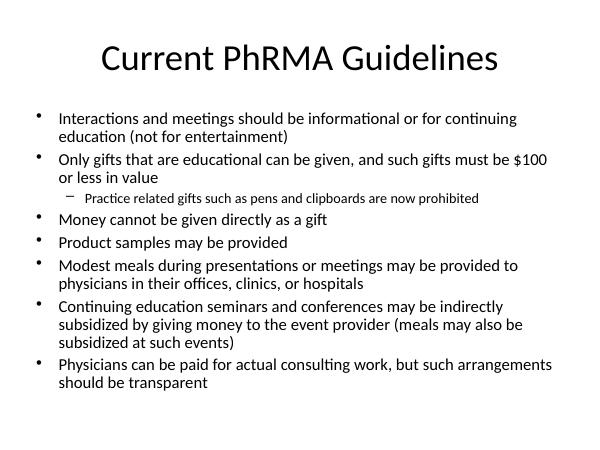 Current PhRMA Guidelines
• Interactions and meetings should be informational or for continuing
education (not for entertainment)
• Only gifts that are educational can be given, and such gifts must be $100
or less in value
– Practice related gifts such as pens and clipboards are now prohibited
• Money cannot be given directly as a gift
• Product samples may be provided
• Modest meals during presentations or meetings may be provided to
physicians in their offices, clinics, or hospitals
• Continuing education seminars and conferences may be indirectly
subsidized by giving money to the event provider (meals may also be
subsidized at such events)
• Physicians can be paid for actual consulting work, but such arrangements
should be transparent